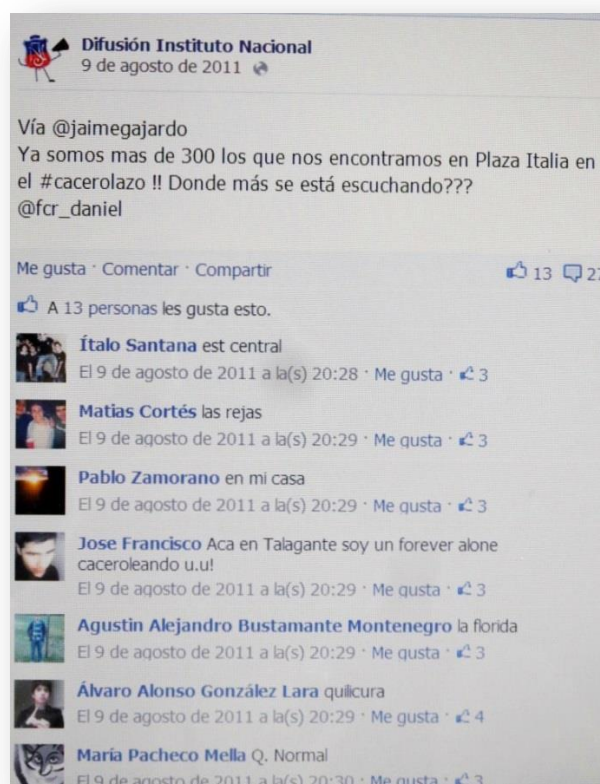 Difusión Instituto Nacional
9 de agosto de 2011
Vía @jaimegajardo
Ya somos mas de 300 los que nos encontramos en Plaza Italia en
el #cacerolazo !! Donde más se está escuchando???
@fcr_daniel
Me gusta · Comentar · Compartir 13 27
A 13 personas les gusta esto.
Ítalo Santana est central
El 9 de agosto de 2011 a la(s) 20:28 · Me gusta · 3
Matias Cortés las rejas
El 9 de agosto de 2011 a la(s) 20:29 · Me gusta · 3
Pablo Zamorano en mi casa
El 9 de agosto de 2011 a la(s) 20:29 · Me gusta · 3
Jose Francisco Aca en Talagante soy un forever alone
caceroleando u.u!
El 9 de agosto de 2011 a la(s) 20:29 · Me gusta · 3
Agustin Alejandro Bustamante Montenegro la florida
El 9 de agosto de 2011 a la(s) 20:29 · Me gusta · 3
Álvaro Alonso González Lara quilicura
El 9 de agosto de 2011 a la(s) 20:29 · Me gusta · 4
María Pacheco Mella Q. Normal
El 9 de agosto de 2011 a la(s) 20:30 · Me gusta · 3